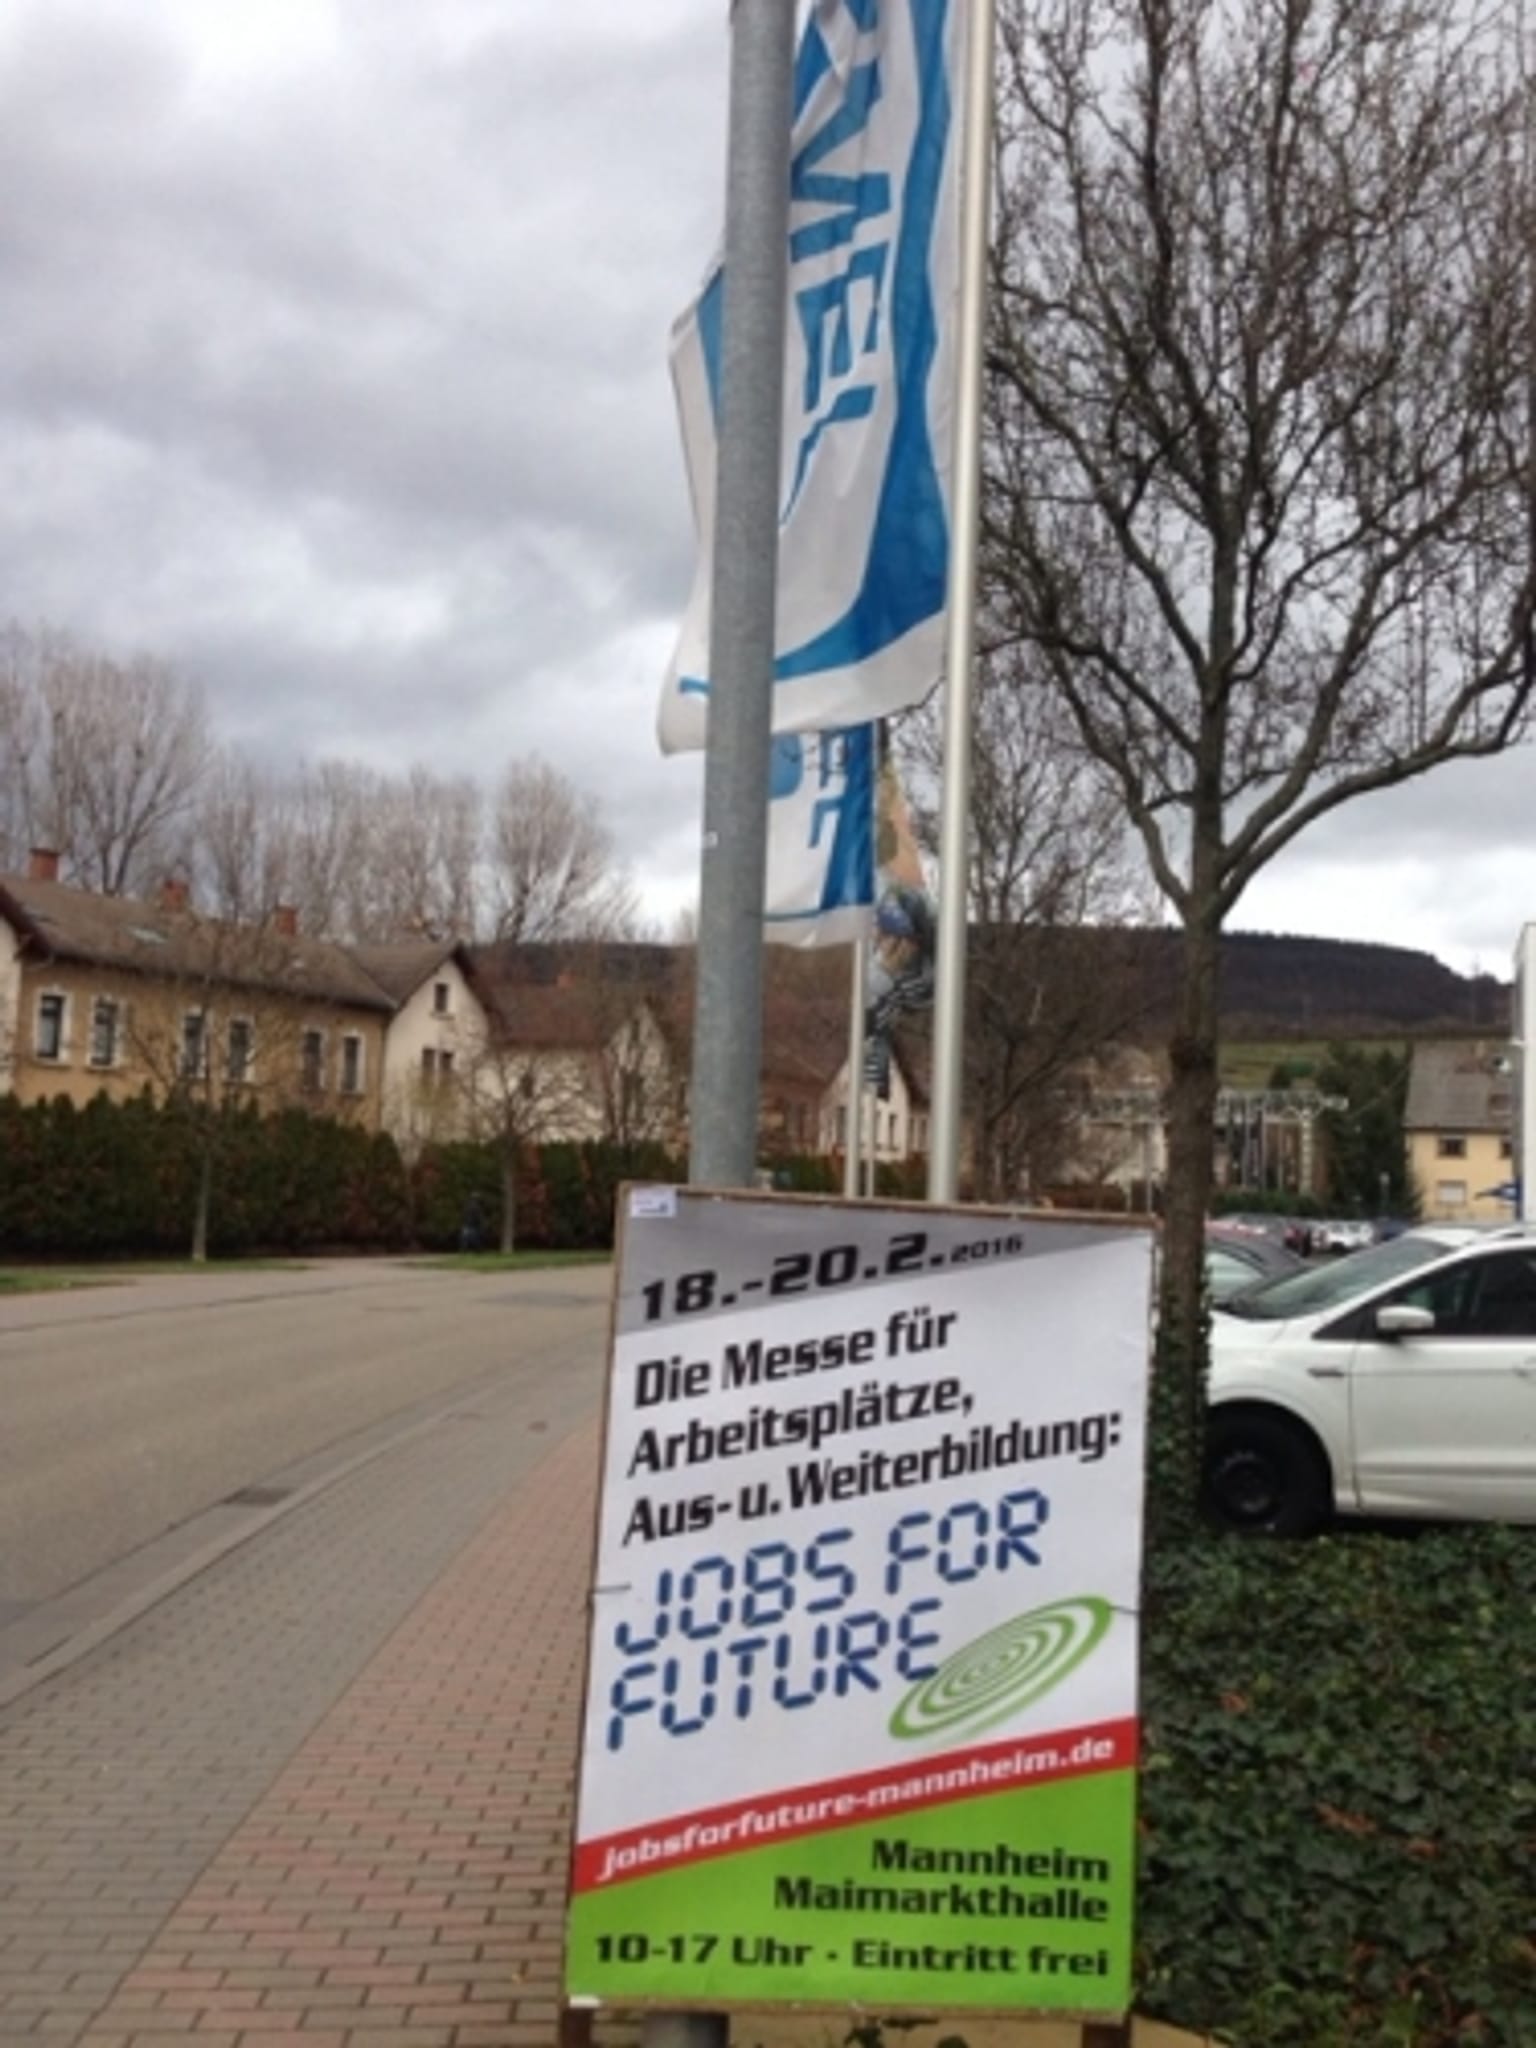 18.-20.2.2016
Die Messe für
Arbeitsplätze,
Aus- u. Weiterbildung:
JOBS FOR
FUTURE
jobsforfuture-mannheim.de
Mannheim
Maimarkthalle
10-17 Uhr · Eintritt frei